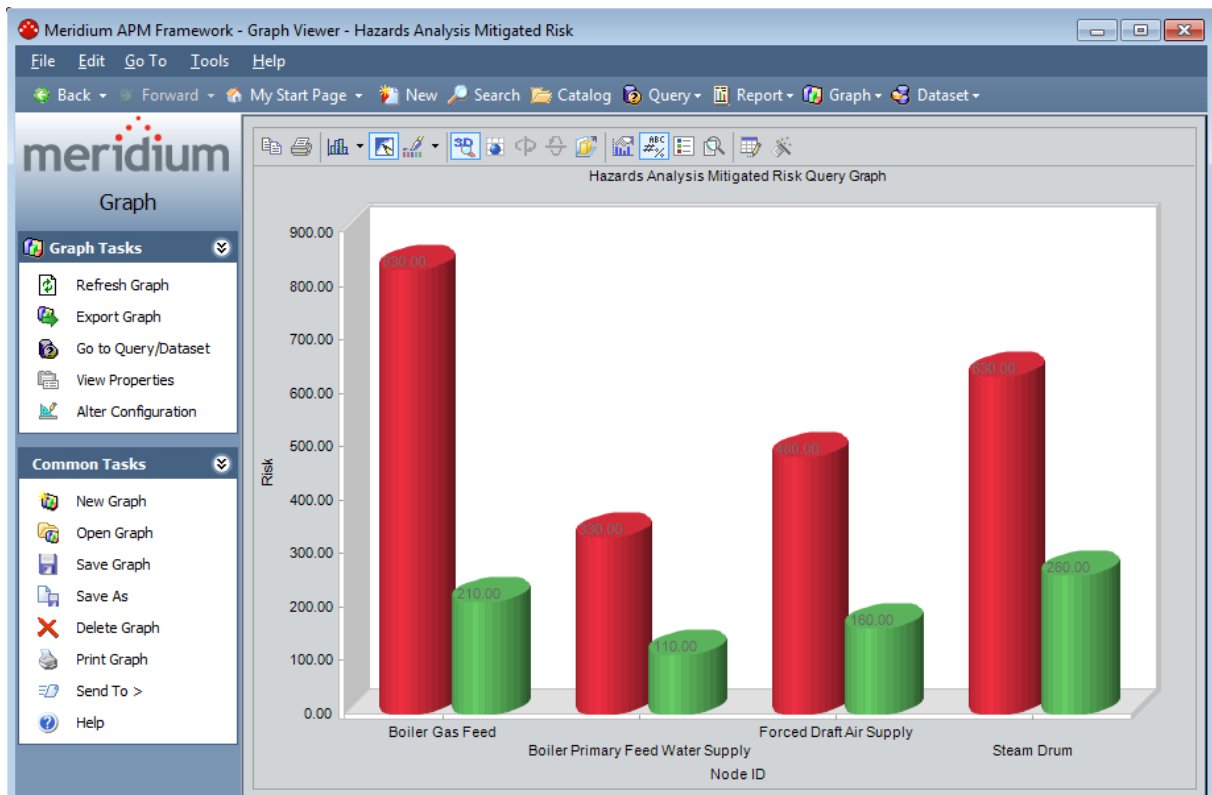 Meridium APM Framework - Graph Viewer - Hazards Analysis Mitigated Risk
File Edit Go To Tools Help
Back Forward My Start Page New Search Catalog Query Report Graph Dataset
meridium
Graph
Graph Tasks
Refresh Graph
Export Graph
Go to Query/Dataset
View Properties
Alter Configuration
Common Tasks
New Graph
Open Graph
Save Graph
Save As
Delete Graph
Print Graph
Send To >
Help
3D ABC #%
Hazards Analysis Mitigated Risk Query Graph
900.00
800.00
700.00
600.00
500.00
400.00
300.00
200.00
100.00
0.00
Risk
830.00
210.00
330.00
110.00
480.00
160.00
630.00
260.00
Boiler Gas Feed
Boiler Primary Feed Water Supply
Forced Draft Air Supply
Steam Drum
Node ID